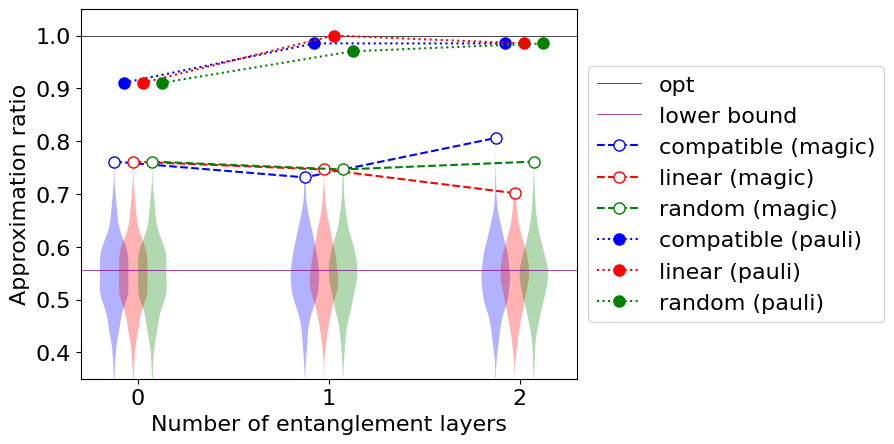 1.0
0.9
0.8
0.7
0.6
0.5
0.4
Approximation ratio
0 1 2
Number of entanglement layers
opt
lower bound
compatible (magic)
linear (magic)
random (magic)
compatible (pauli)
linear (pauli)
random (pauli)